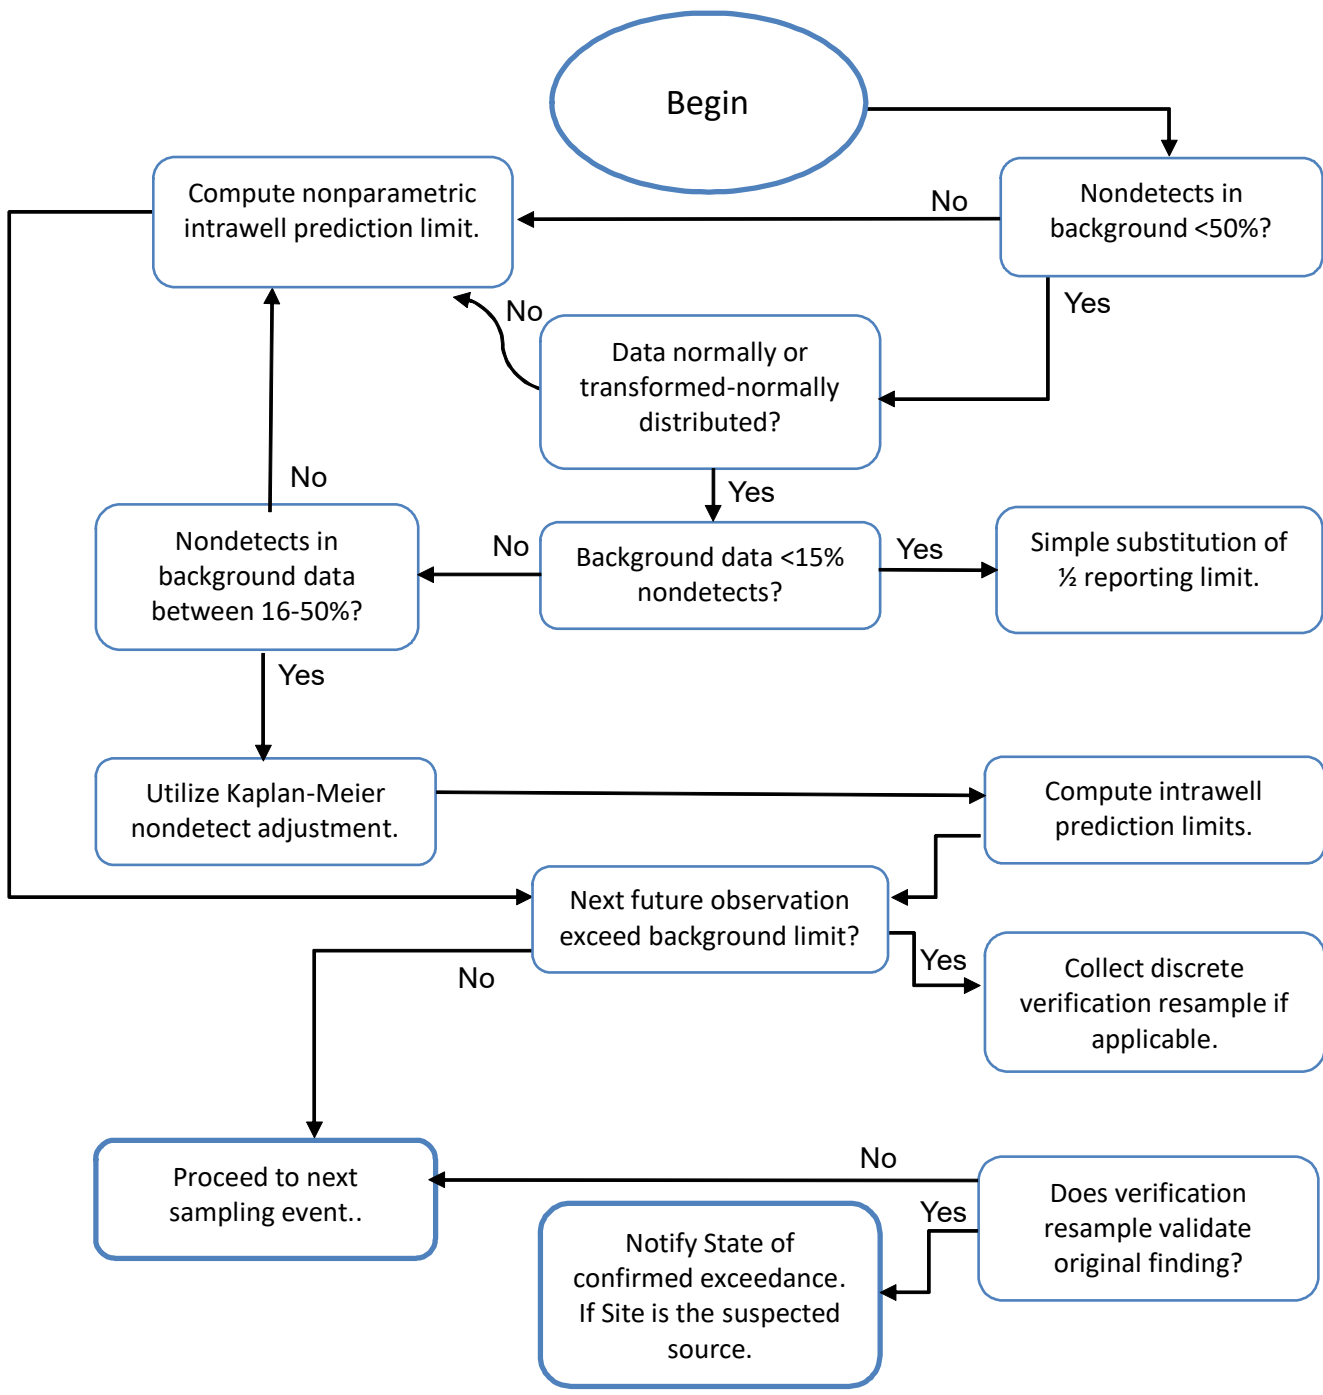 Begin
Compute nonparametric
intrawell prediction limit.
No
Nondetects in
background <50%?
Yes
No
Data normally or
transformed-normally
distributed?
No
Yes
Nondetects in
background data
between 16-50%?
No
Background data <15%
nondetects?
Yes
Simple substitution of
½ reporting limit.
Yes
Utilize Kaplan-Meier
nondetect adjustment.
Compute intrawell
prediction limits.
Next future observation
exceed background limit?
No
Yes
Collect discrete
verification resample if
applicable.
Proceed to next
sampling event..
No
Yes
Does verification
resample validate
original finding?
Notify State of
confirmed exceedance.
If Site is the suspected
source.